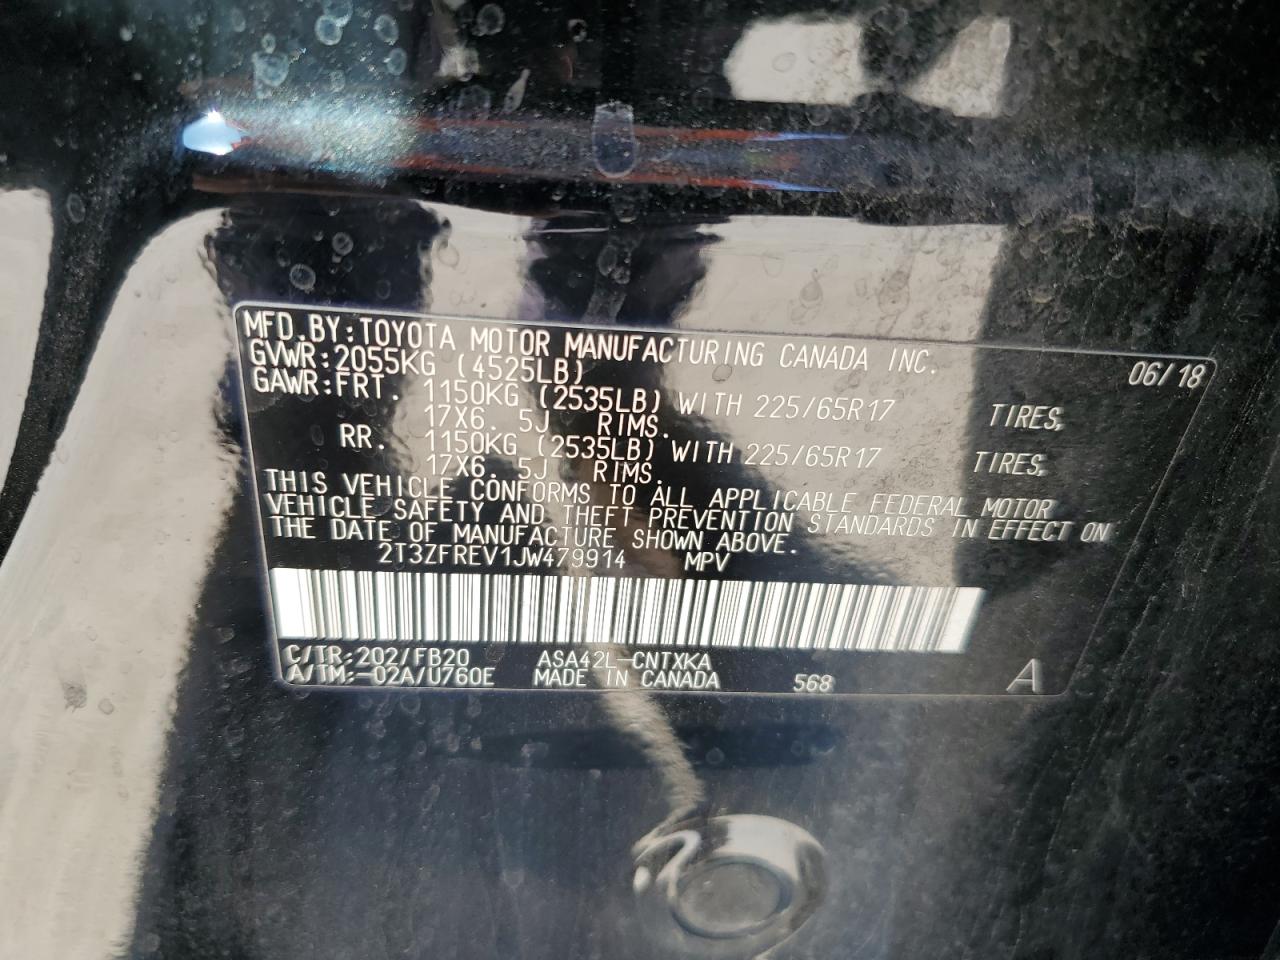 MFD.BY:TOYOTA MOTOR MANUFACTURING CANADA INC.
GVWR:2055KG (4525LB) 06/18
GAWR:FRT. 1150KG (2535LB) WITH 225/65R17 TIRES,
17X6. 5J RIMS.
RR. 1150KG (2535LB) WITH 225/65R17 TIRES,
17X6. 5J RIMS.
THIS VEHICLE CONFORMS TO ALL APPLICABLE FEDERAL MOTOR
VEHICLE SAFETY AND THEFT PREVENTION STANDARDS IN EFFECT ON
THE DATE OF MANUFACTURE SHOWN ABOVE.
2T3ZFREV1JW479914 MPV
C/TR:202/FB20 ASA42L-CNTXKA
A/TM:-02A/U760E MADE IN CANADA 568 A